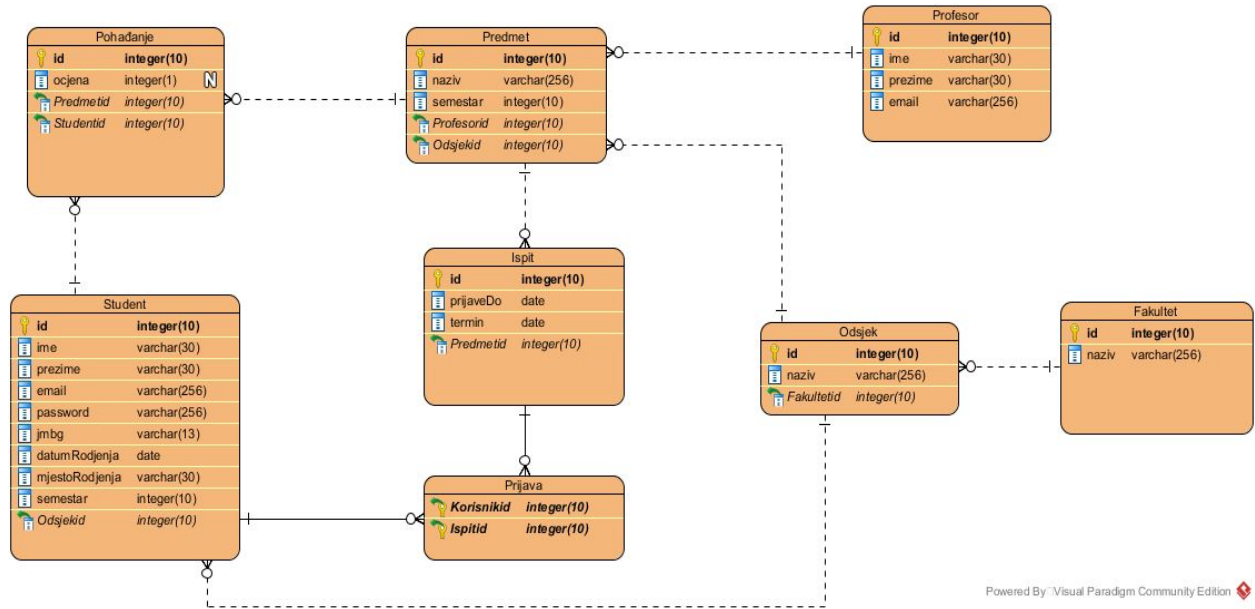 Pohađanje
id integer(10)
ocjena integer(1) N
Predmetid integer(10)
Studentid integer(10)
Predmet
id integer(10)
naziv varchar(256)
semestar integer(10)
Profesorid integer(10)
Odsjekid integer(10)
Profesor
id integer(10)
ime varchar(30)
prezime varchar(30)
email varchar(256)
Ispit
id integer(10)
prijaveDo date
termin date
Predmetid integer(10)
Student
id integer(10)
ime varchar(30)
prezime varchar(30)
email varchar(256)
password varchar(256)
jmbg varchar(13)
datumRodjenja date
mjestoRodjenja varchar(30)
semestar integer(10)
Odsjekid integer(10)
Odsjek
id integer(10)
naziv varchar(256)
Fakultetid integer(10)
Fakultet
id integer(10)
naziv varchar(256)
Prijava
Korisnikid integer(10)
Ispitid integer(10)
Powered By Visual Paradigm Community Edition